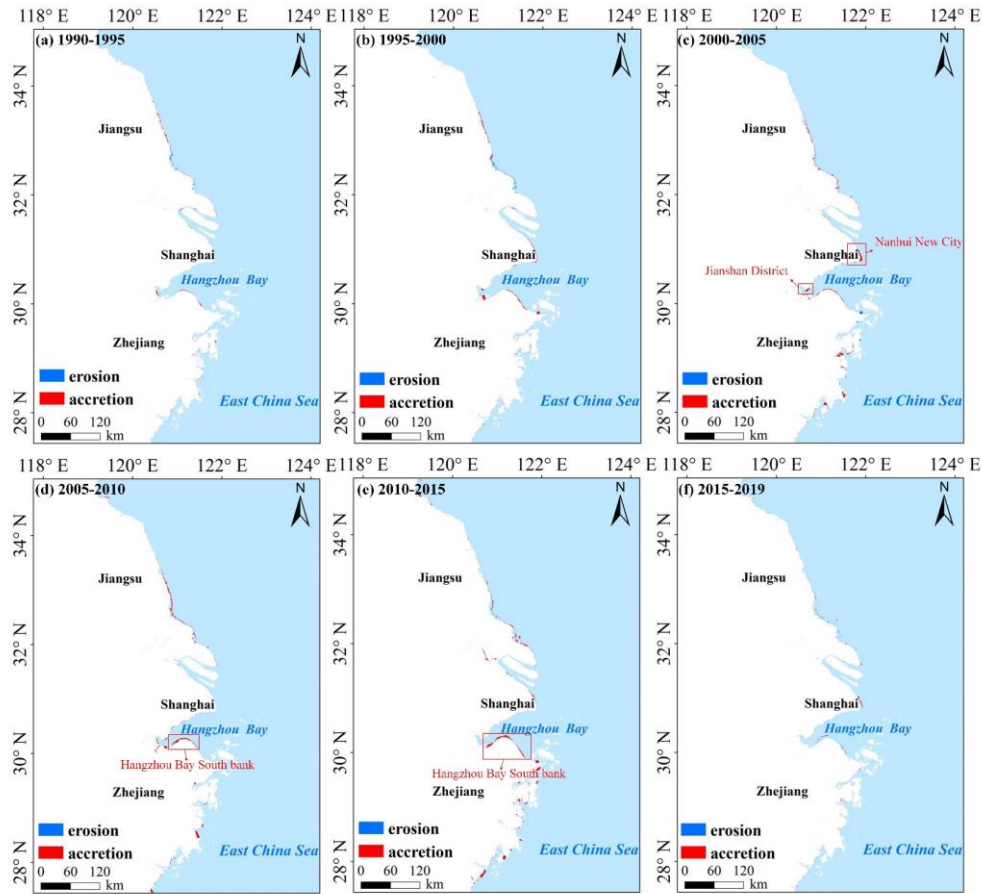 118° E 120° E 122° E 124° E 118° E 120° E 122° E 124° E 118° E 120° E 122° E 124° E
(a) 1990-1995
N
34° N
32° N
30° N
28° N
Jiangsu
Shanghai
Hangzhou Bay
Zhejiang
East China Sea
erosion
accretion
0 60 120
km
(b) 1995-2000
N
34° N
32° N
30° N
28° N
Jiangsu
Shanghai
Hangzhou Bay
Zhejiang
East China Sea
erosion
accretion
0 60 120
km
(c) 2000-2005
N
34° N
32° N
30° N
28° N
Jiangsu
Shanghai
Nanhui New City
Jianshan District
Hangzhou Bay
Zhejiang
East China Sea
erosion
accretion
0 60 120
km
118° E 120° E 122° E 124° E 118° E 120° E 122° E 124° E 118° E 120° E 122° E 124° E
(d) 2005-2010
N
34° N
32° N
30° N
28° N
Jiangsu
Shanghai
Hangzhou Bay
Hangzhou Bay South bank
Zhejiang
East China Sea
erosion
accretion
0 60 120
km
(e) 2010-2015
N
34° N
32° N
30° N
28° N
Jiangsu
Shanghai
Hangzhou Bay
Hangzhou Bay South bank
Zhejiang
East China Sea
erosion
accretion
0 60 120
km
(f) 2015-2019
N
34° N
32° N
30° N
28° N
Jiangsu
Shanghai
Hangzhou Bay
Zhejiang
East China Sea
erosion
accretion
0 60 120
km